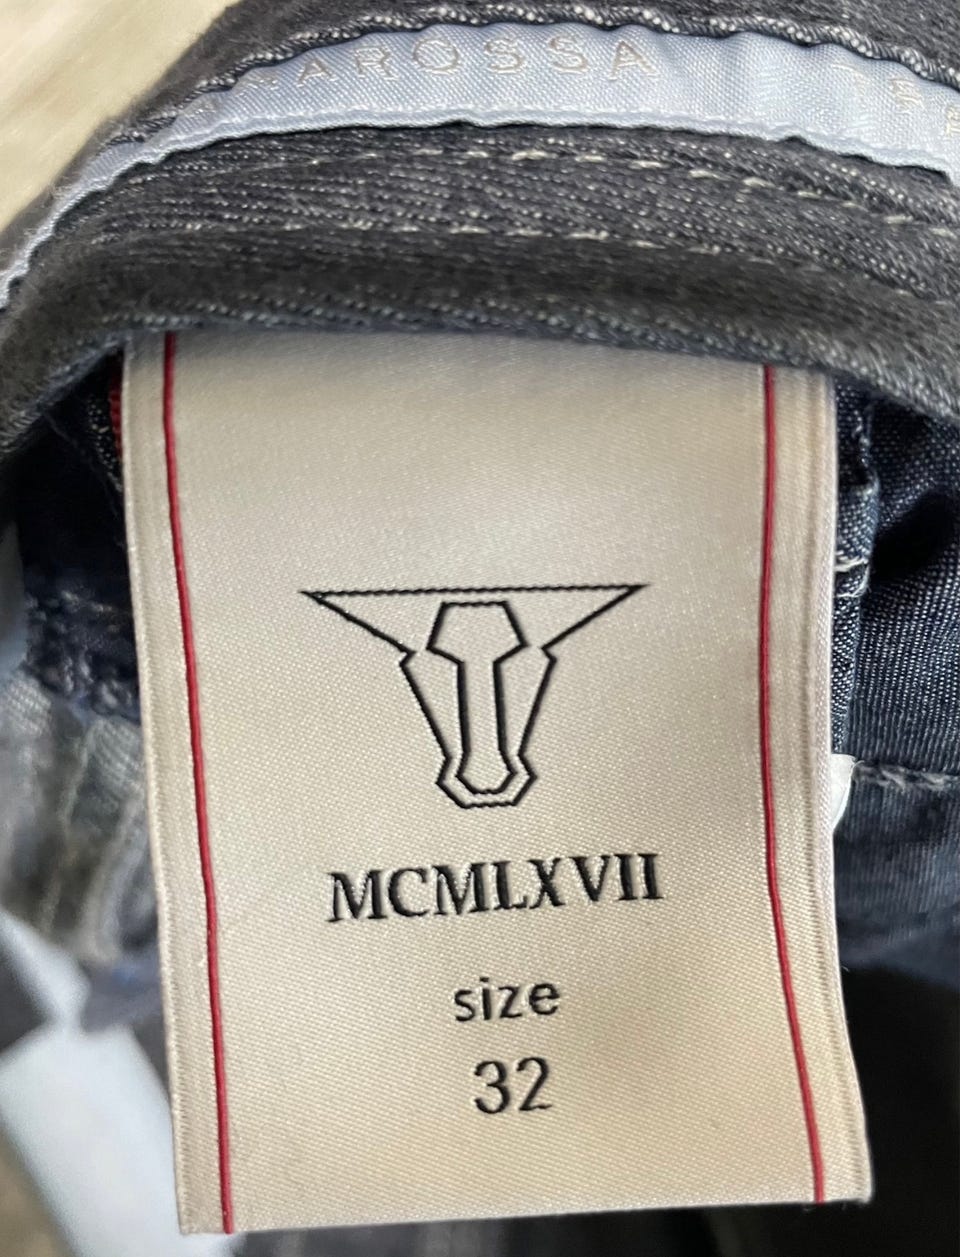 AROSSA
MCMLXVII
size
32